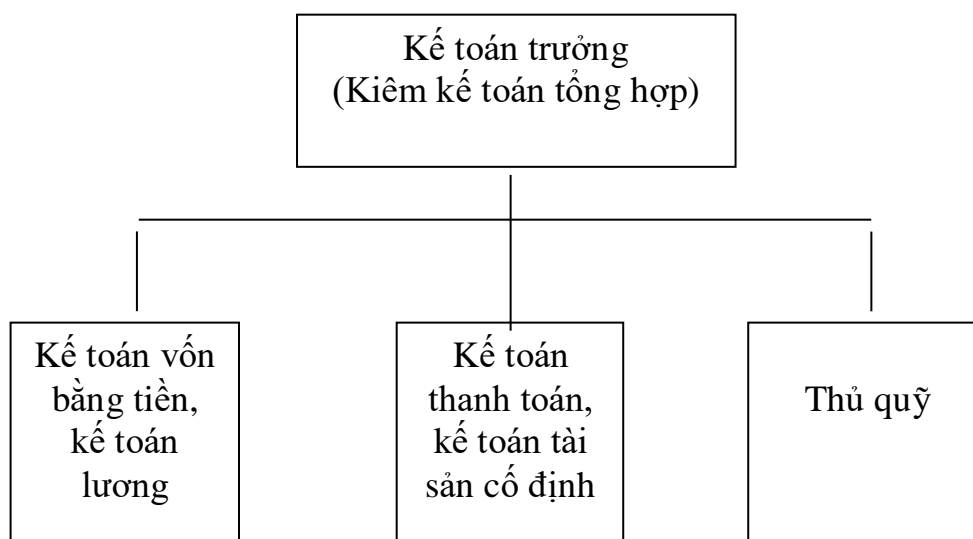 Kế toán trưởng
(Kiêm kế toán tổng hợp)
Kế toán vốn
bằng tiền,
kế toán
lương
Kế toán
thanh toán,
kế toán tài
sản cố định
Thủ quỹ